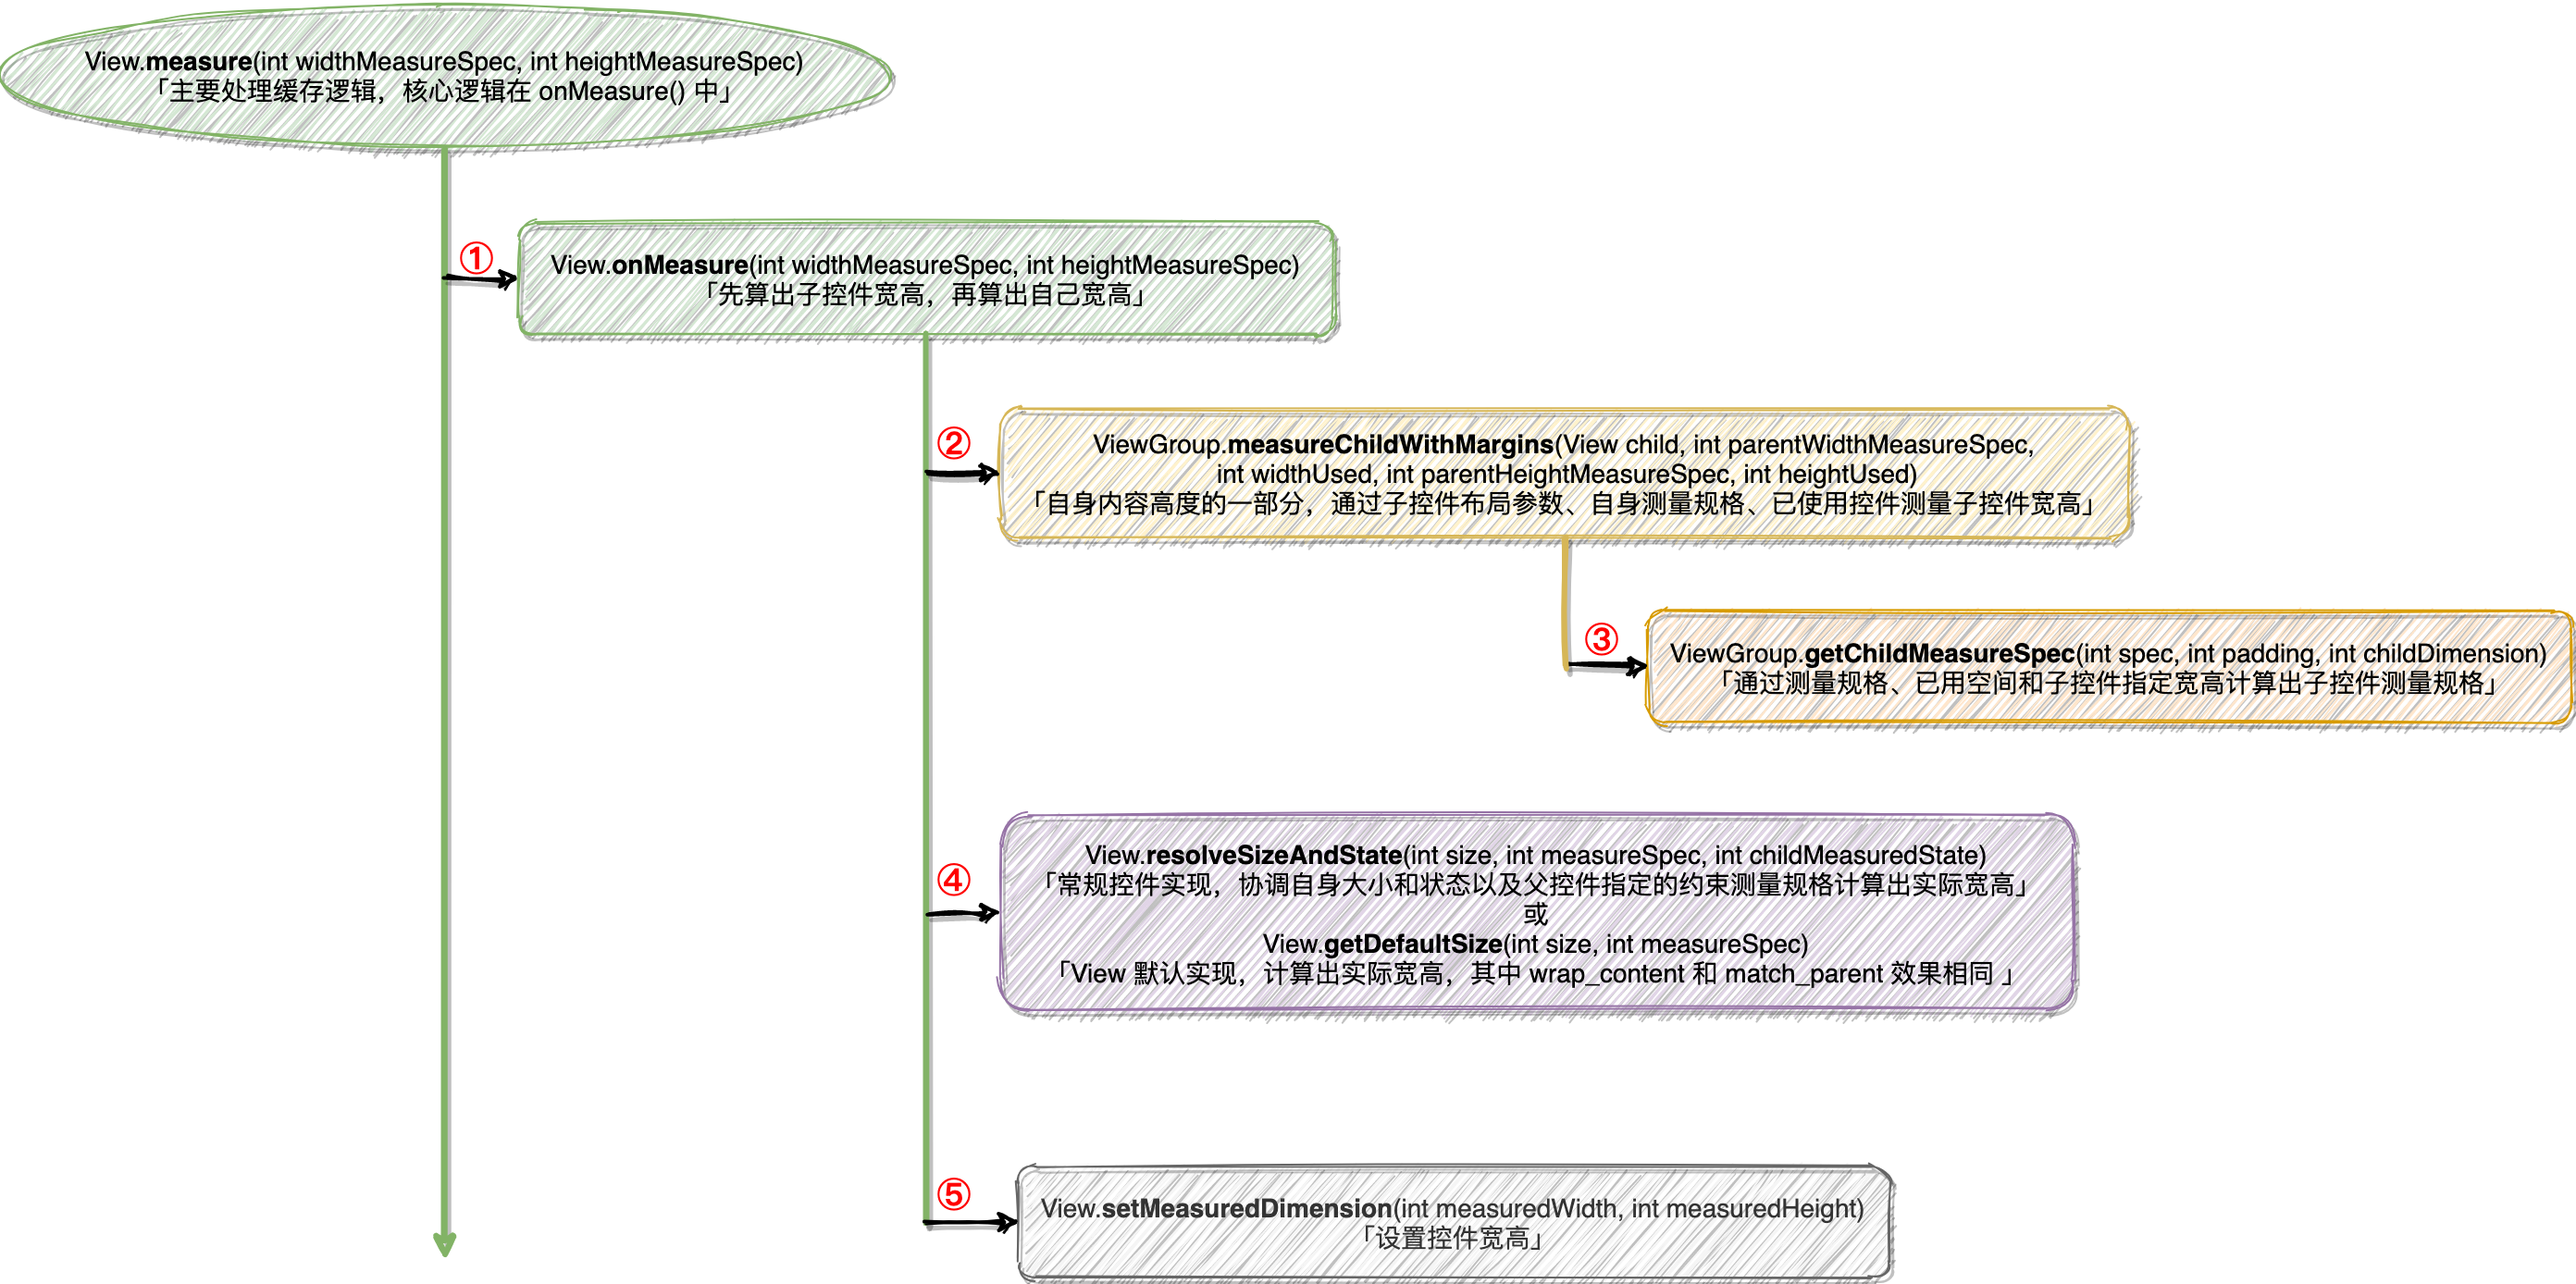 View.measure(int widthMeasureSpec, int heightMeasureSpec)
「主要处理缓存逻辑，核心逻辑在 onMeasure() 中」
①
View.onMeasure(int widthMeasureSpec, int heightMeasureSpec)
「先算出子控件宽高，再算出自己宽高」
②
ViewGroup.measureChildWithMargins(View child, int parentWidthMeasureSpec,
int widthUsed, int parentHeightMeasureSpec, int heightUsed)
「自身内容高度的一部分，通过子控件布局参数、自身测量规格、已使用控件测量子控件宽高」
③
ViewGroup.getChildMeasureSpec(int spec, int padding, int childDimension)
「通过测量规格、已用空间和子控件指定宽高计算出子控件测量规格」
④
View.resolveSizeAndState(int size, int measureSpec, int childMeasuredState)
「常规控件实现，协调自身大小和状态以及父控件指定的约束测量规格计算出实际宽高」
或
View.getDefaultSize(int size, int measureSpec)
「View 默认实现，计算出实际宽高，其中 wrap_content 和 match_parent 效果相同 」
⑤
View.setMeasuredDimension(int measuredWidth, int measuredHeight)
「设置控件宽高」